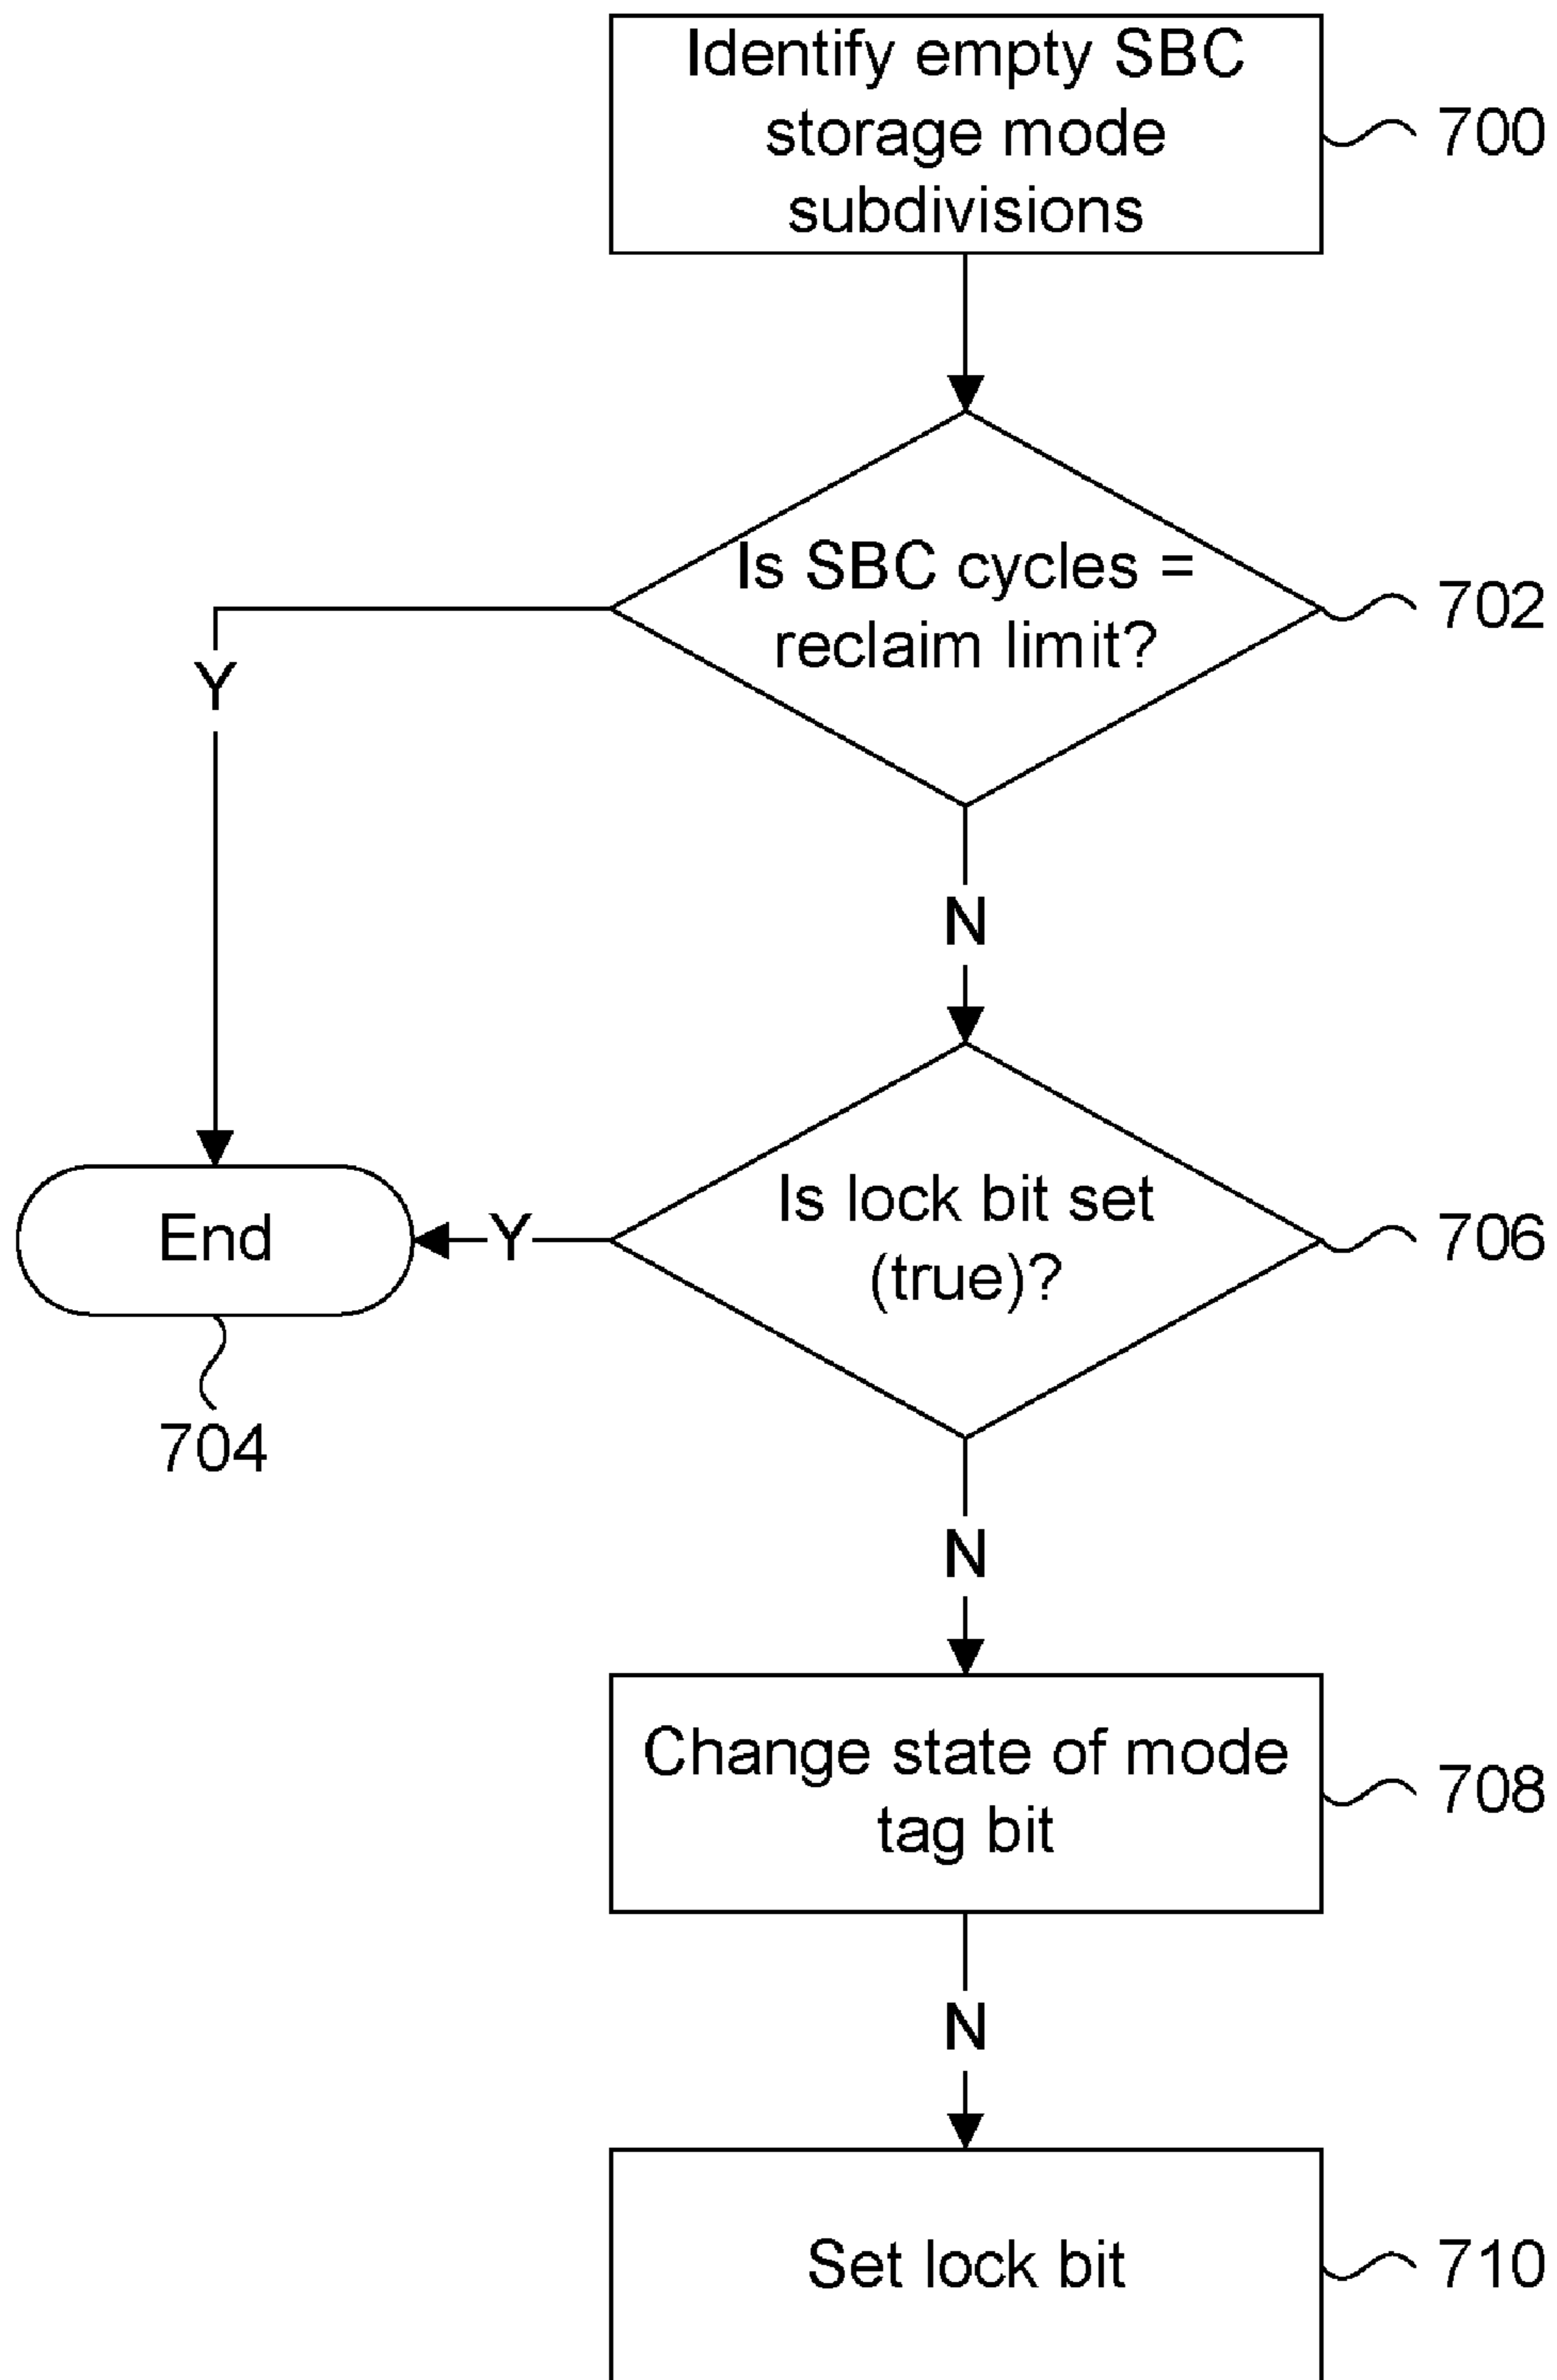 Identify empty SBC
storage mode
subdivisions
700
Is SBC cycles =
reclaim limit?
702
Y
N
Is lock bit set
(true)?
706
Y
End
704
N
Change state of mode
tag bit
708
N
Set lock bit
710